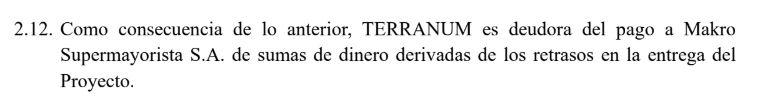 2.12. Como consecuencia de lo anterior, TERRANUM es deudora del pago a Makro
Supermayorista S.A. de sumas de dinero derivadas de los retrasos en la entrega del
Proyecto.